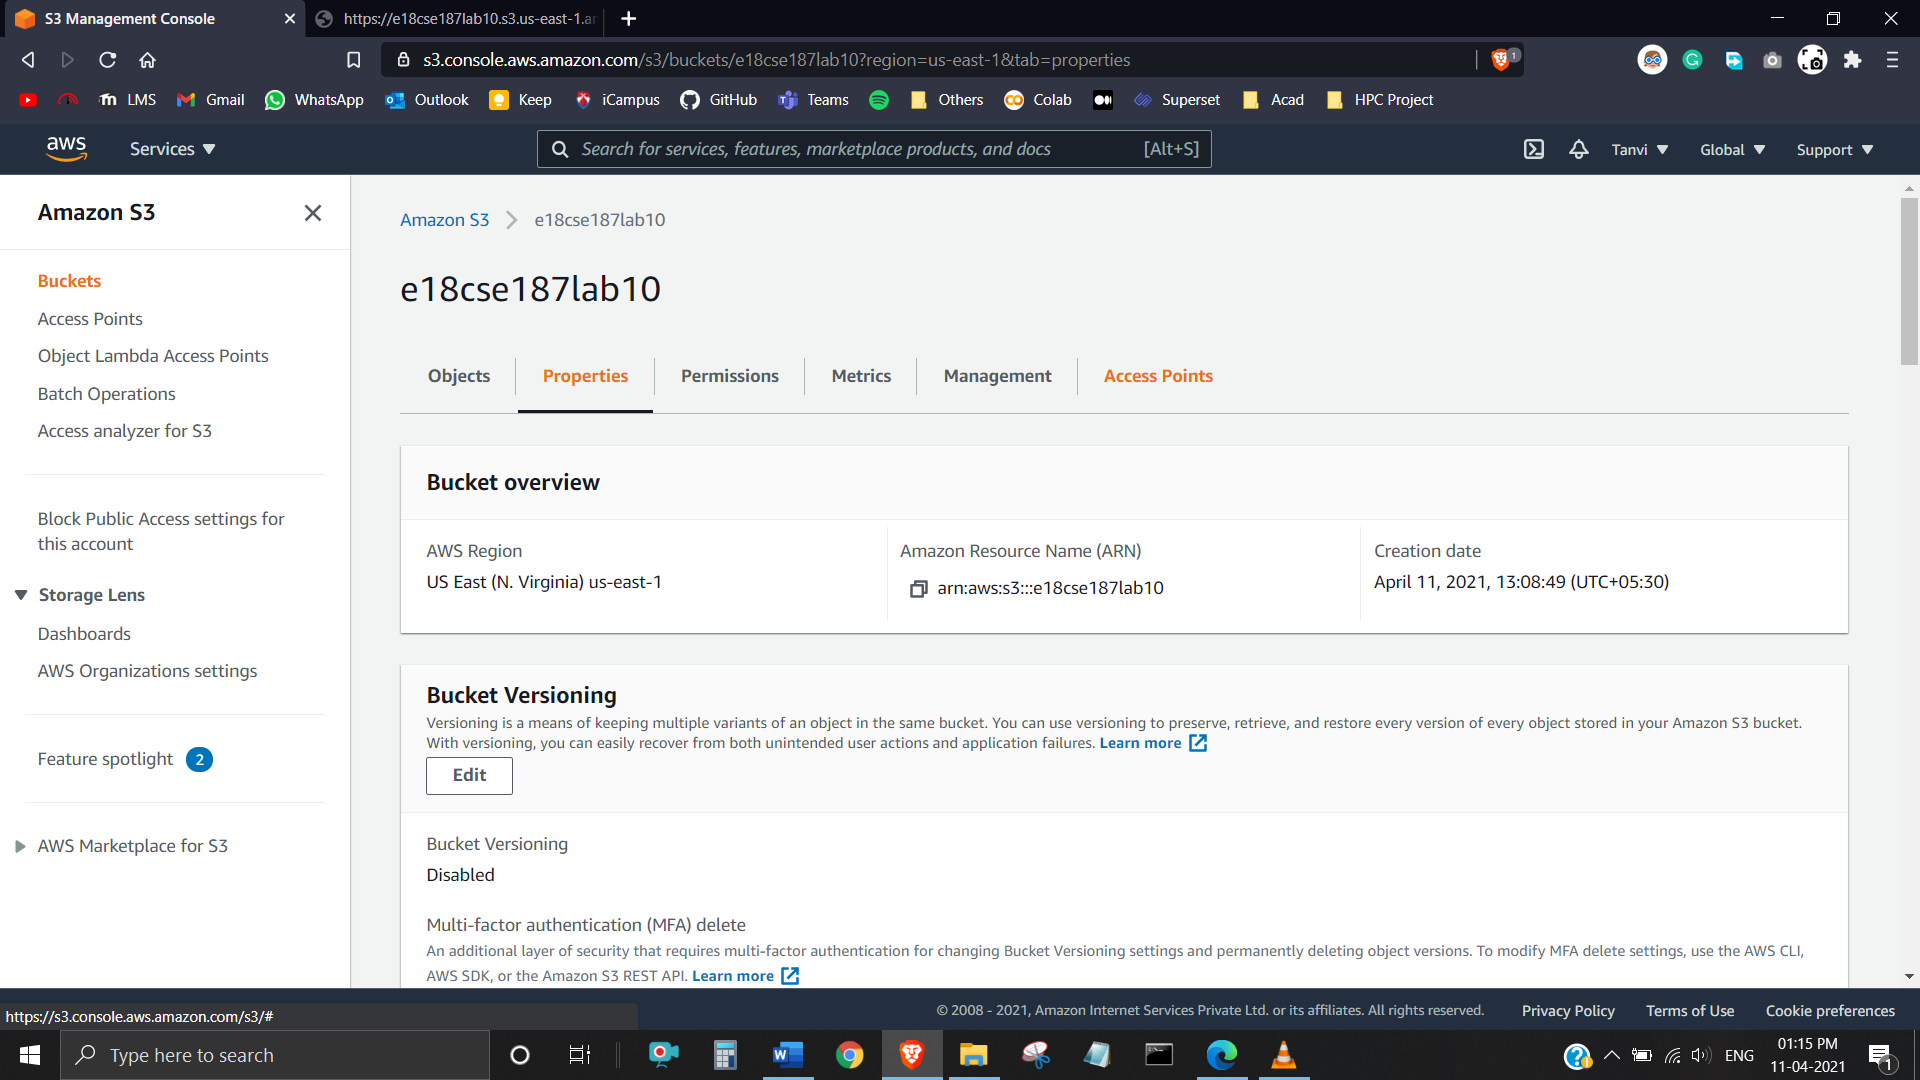 S3 Management Console
https://e18cse187lab10.s3.us-east-1.a
s3.console.aws.amazon.com/s3/buckets/e18cse187lab10?region=us-east-1&tab=properties
1
LMS
Gmail
WhatsApp
Outlook
Keep
iCampus
GitHub
Teams
Others
Colab
Superset
Acad
HPC Project
aws
Services
Search for services, features, marketplace products, and docs
[Alt+S]
Tanvi
Global
Support
Amazon S3
Buckets
Access Points
Object Lambda Access Points
Batch Operations
Access analyzer for S3
Block Public Access settings for
this account
Storage Lens
Dashboards
AWS Organizations settings
Feature spotlight 2
AWS Marketplace for S3
Amazon S3 > e18cse187lab10
e18cse187lab10
Objects
Properties
Permissions
Metrics
Management
Access Points
Bucket overview
AWS Region
US East (N. Virginia) us-east-1
Amazon Resource Name (ARN)
arn:aws:s3:::e18cse187lab10
Creation date
April 11, 2021, 13:08:49 (UTC+05:30)
Bucket Versioning
Versioning is a means of keeping multiple variants of an object in the same bucket. You can use versioning to preserve, retrieve, and restore every version of every object stored in your Amazon S3 bucket.
With versioning, you can easily recover from both unintended user actions and application failures. Learn more
Edit
Bucket Versioning
Disabled
Multi-factor authentication (MFA) delete
An additional layer of security that requires multi-factor authentication for changing Bucket Versioning settings and permanently deleting object versions. To modify MFA delete settings, use the AWS CLI,
AWS SDK, or the Amazon S3 REST API. Learn more
https://s3.console.aws.amazon.com/s3/#
© 2008 - 2021, Amazon Internet Services Private Ltd. or its affiliates. All rights reserved.
Privacy Policy
Terms of Use
Cookie preferences
Type here to search
ENG
01:15 PM
11-04-2021
1